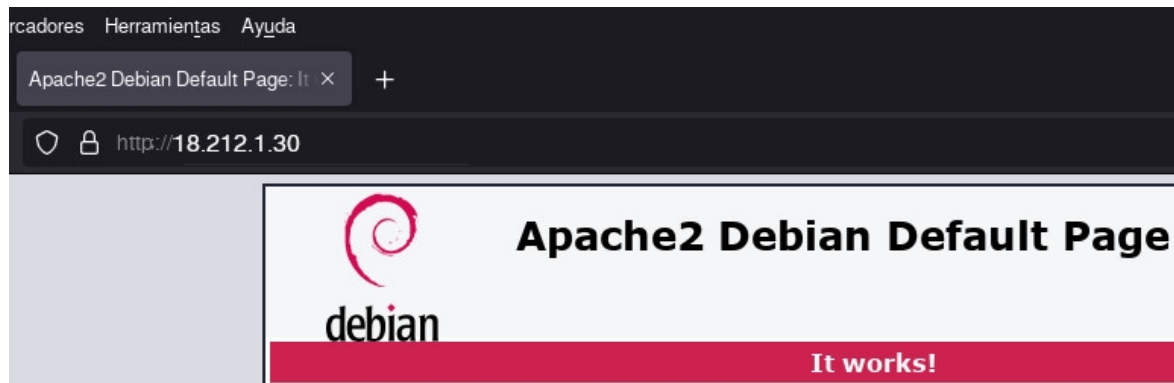 rcadores Herramientas Ayuda
Apache2 Debian Default Page: It
http://18.212.1.30
Apache2 Debian Default Page
debian
It works!